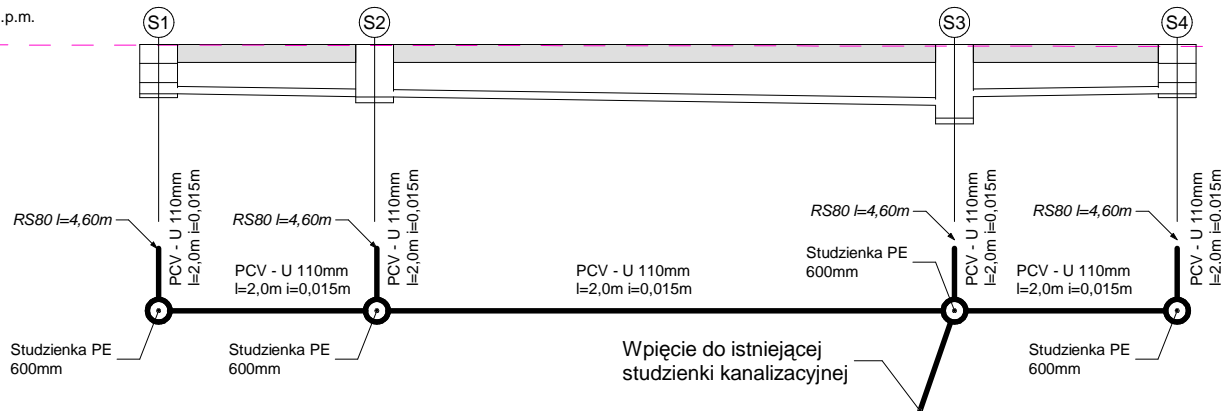 .p.m.
S1
S2
S3
S4
RS80 l=4,60m
PCV - U 110mm
l=2,0m i=0,015m
RS80 l=4,60m
PCV - U 110mm
l=2,0m i=0,015m
RS80 l=4,60m
PCV - U 110mm
l=2,0m i=0,015m
RS80 l=4,60m
PCV - U 110mm
l=2,0m i=0,015m
PCV - U 110mm
l=2,0m i=0,015m
PCV - U 110mm
l=2,0m i=0,015m
Studzienka PE
600mm
PCV - U 110mm
l=2,0m i=0,015m
Studzienka PE
600mm
Studzienka PE
600mm
Wpięcie do istniejącej
studzienki kanalizacyjnej
Studzienka PE
600mm